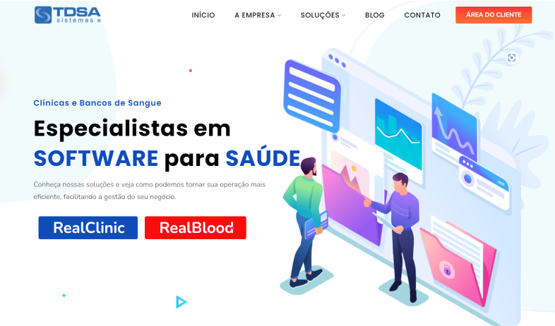 TDSA
sistemas e
INÍCIO
A EMPRESA
SOLUÇÕES
BLOG
CONTATO
ÁREA DO CLIENTE
Clínicas e Bancos de Sangue
Especialistas em
SOFTWARE para SAÚDE
Conheça nossas soluções e veja como podemos tornar sua operação mais
eficiente, facilitando a gestão do seu negócio.
RealClinic
RealBlood